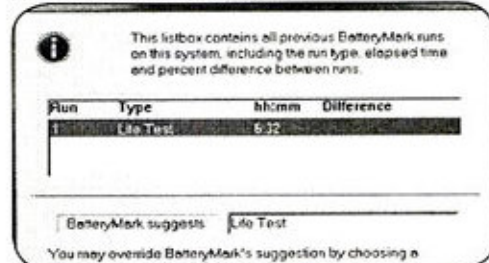 This listbox contains all previous BatteryMark runs
on this system, including the run type, elapsed time
and percent difference between runs.
Run Type hh:mm Difference
1 Life Test 6:32
BatteryMark suggests Life Test
You may override BatteryMark's suggestion by choosing a